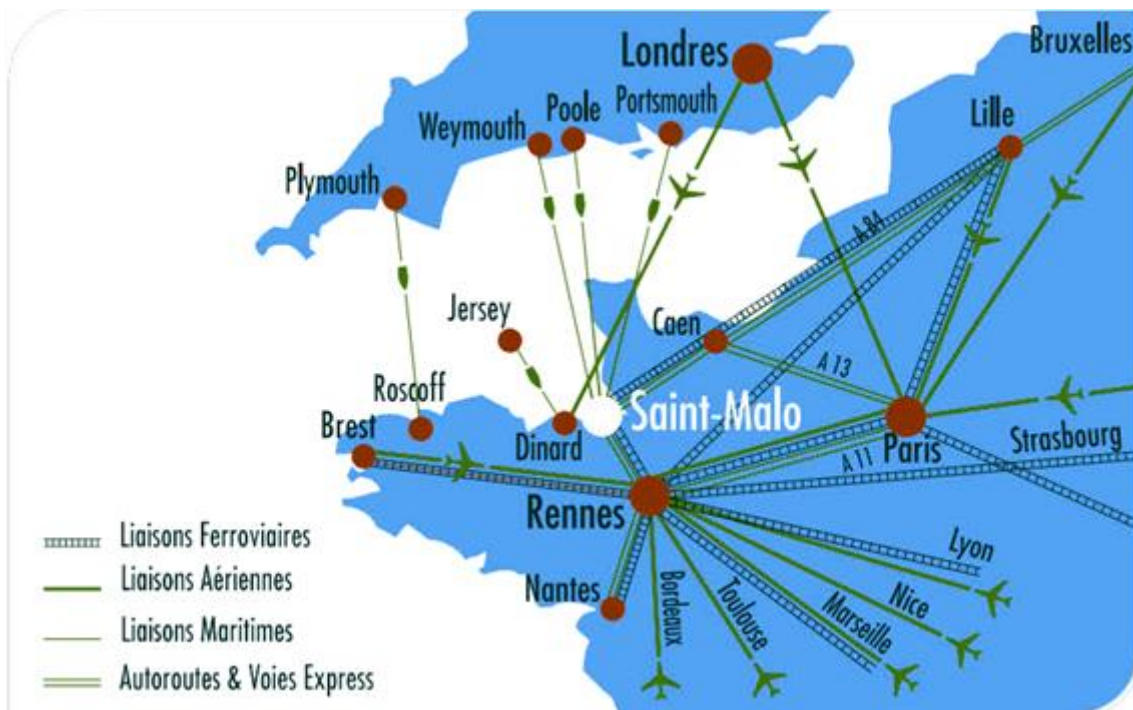 Londres
Bruxelles
Portsmouth
Poole
Weymouth
Lille
Plymouth
A 84
Jersey
Caen
A 13
Roscoff
Saint-Malo
Brest
Dinard
Paris
Strasbourg
A 11
Rennes
Liaisons Ferroviaires
Lyon
Liaisons Aériennes
Nantes
Bordeaux
Toulouse
Nice
Marseille
Liaisons Maritimes
Autoroutes & Voies Express